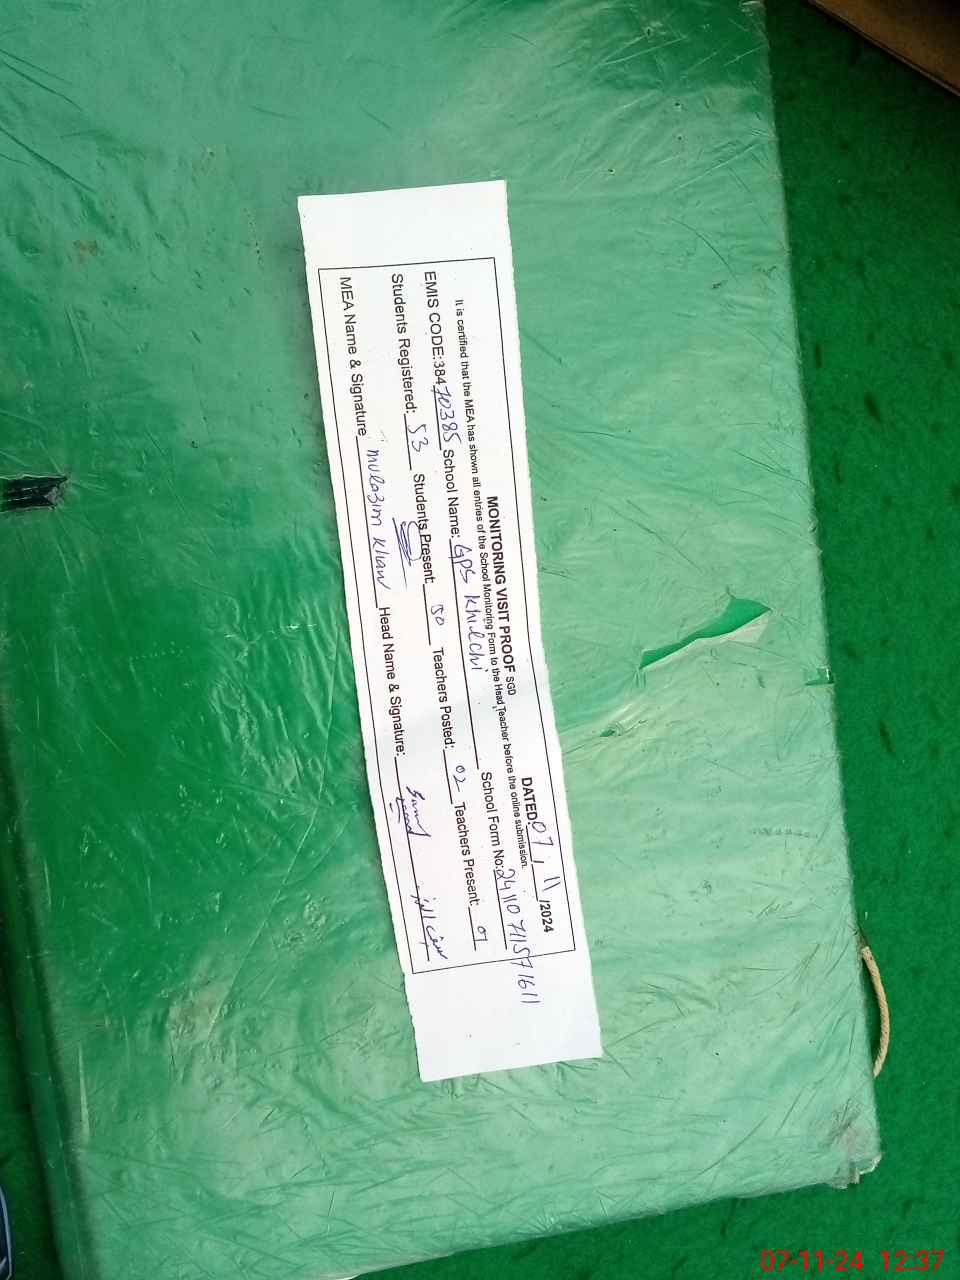 MONITORING VISIT PROOF SGD DATED: 07/11/2024
It is certified that the MEA has shown all entries of the School Monitoring Form to the Head Teacher before the online submission.
EMIS CODE:38470385 School Name: GPS Khilchi School Form No: 24110711571611
Students Registered: 53 Students Present: 50 Teachers Posted: 02 Teachers Present: 01
MEA Name & Signature mulazim Khan Head Name & Signature:
07-11-24 12:37